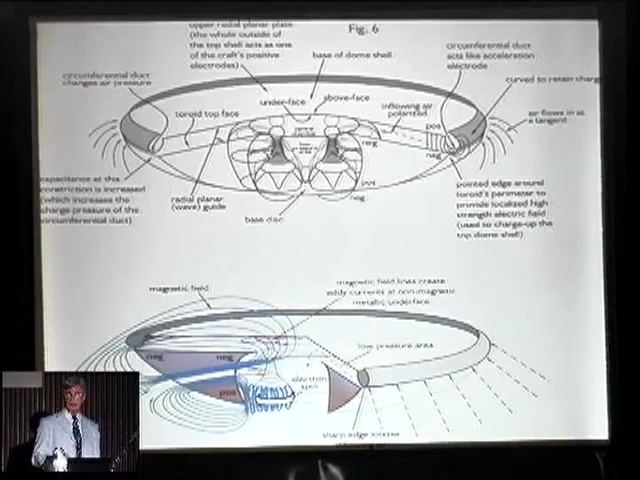 Fig. 6
upper radial planar plate
(the whole outside of
the top shell acts as one
of the craft's positive
electrodes)
base of dome shell
circumferential duct
acts like acceleration
electrode
circumferential duct
changes air pressure
curved to retain charge
under-face
above-face
toroid top face
inflowing air
polarized
air flows in as
a tangent
pos
neg
neg
neg
capacitance at this
constriction is increased
(which increases the
charge pressure of the
circumferential duct)
radial planar
(wave) guide
pos
neg
base disc
pointed edge around
toroid's perimeter to
provide localized high
strength electric field
(used to charge-up the
top dome shell)
magnetic field
magnetic field lines create
eddy currents at non-magnetic
metallic underface
low pressure area
neg
neg
pos
electron
spin
sharp edge